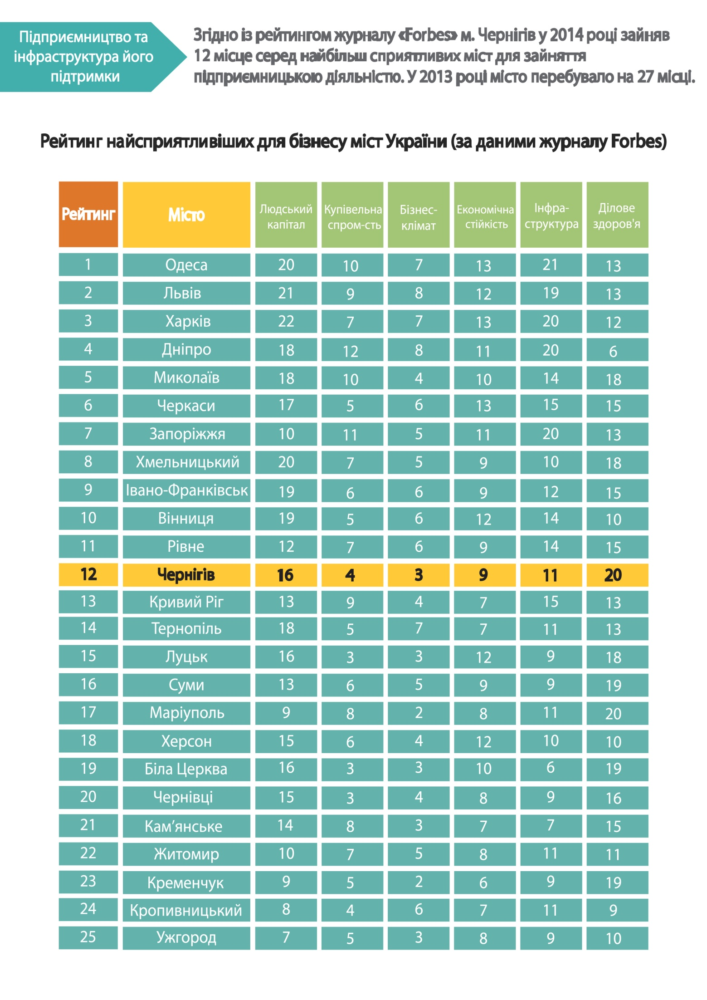 Підприємництво та
інфраструктура його
підтримки
Згідно із рейтингом журналу «Forbes» м. Чернігів у 2014 році зайняв
12 місце серед найбільш сприятливих міст для зайняття
підприємницькою діяльністю. У 2013 році місто перебувало на 27 місці.
Рейтинг найсприятливіших для бізнесу міст України (за даними журналу Forbes)
Рейтинг Місто Людський капітал Купівельна спром-сть Бізнес-клімат Економічна стійкість Інфра-структура Ділове здоров'я
1 Одеса 20 10 7 13 21 13
2 Львів 21 9 8 12 19 13
3 Харків 22 7 7 13 20 12
4 Дніпро 18 12 8 11 20 6
5 Миколаїв 18 10 4 10 14 18
6 Черкаси 17 5 6 13 15 15
7 Запоріжжя 10 11 5 11 20 13
8 Хмельницький 20 7 5 9 10 18
9 Івано-Франківськ 19 6 6 9 12 15
10 Вінниця 19 5 6 12 14 10
11 Рівне 12 7 6 9 14 15
12 Чернігів 16 4 3 9 11 20
13 Кривий Ріг 13 9 4 7 15 13
14 Тернопіль 18 5 7 7 11 13
15 Луцьк 16 3 3 12 9 18
16 Суми 13 6 5 9 9 19
17 Маріуполь 9 8 2 8 11 20
18 Херсон 15 6 4 12 10 10
19 Біла Церква 16 3 3 10 6 19
20 Чернівці 15 3 4 8 9 16
21 Кам’янське 14 8 3 7 7 15
22 Житомир 10 7 5 8 11 11
23 Кременчук 9 5 2 6 9 19
24 Кропивницький 8 4 6 7 11 9
25 Ужгород 7 5 3 8 9 10